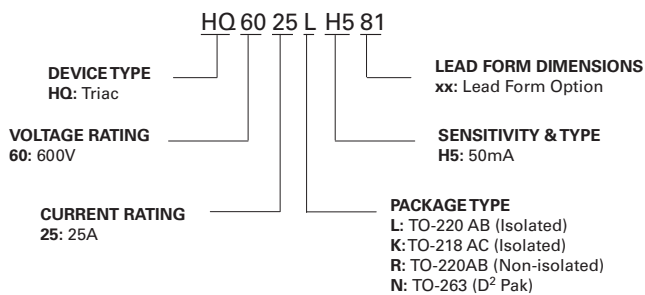 HQ 60 25 L H5 81
DEVICE TYPE
HQ: Triac
VOLTAGE RATING
60: 600V
CURRENT RATING
25: 25A
LEAD FORM DIMENSIONS
xx: Lead Form Option
SENSITIVITY & TYPE
H5: 50mA
PACKAGE TYPE
L: TO-220 AB (Isolated)
K: TO-218 AC (Isolated)
R: TO-220AB (Non-isolated)
N: TO-263 (D² Pak)